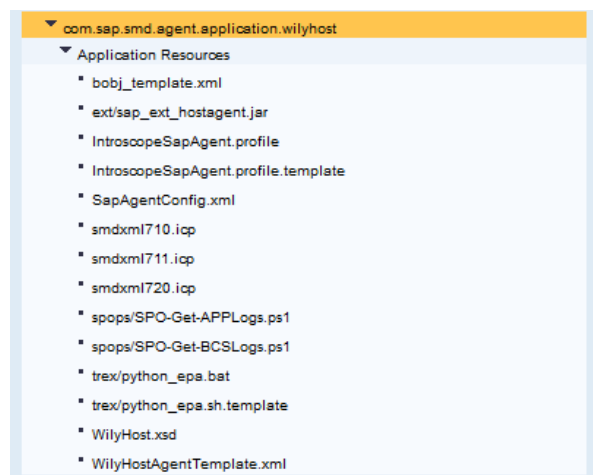 com.sap.smd.agent.application.wilyhost
Application Resources
bobj_template.xml
ext/sap_ext_hostagent.jar
IntroscopeSapAgent.profile
IntroscopeSapAgent.profile.template
SapAgentConfig.xml
smdxml710.icp
smdxml711.icp
smdxml720.icp
spops/SPO-Get-APPLogs.ps1
spops/SPO-Get-BCSLogs.ps1
trex/python_epa.bat
trex/python_epa.sh.template
WilyHost.xsd
WilyHostAgentTemplate.xml